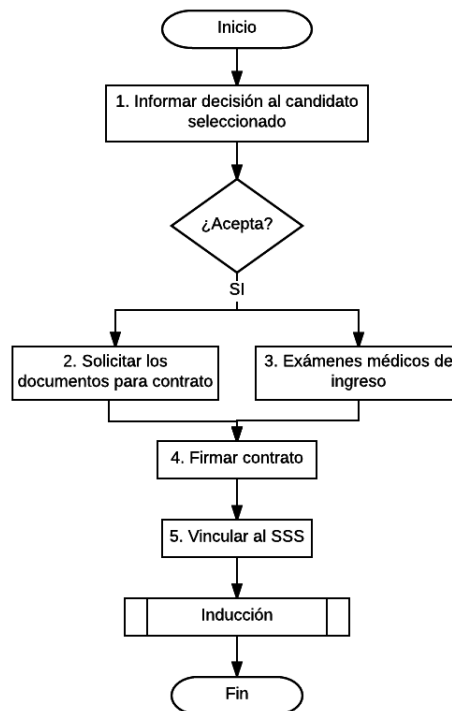 Inicio
1. Informar decisión al candidato
seleccionado
¿Acepta?
SI
2. Solicitar los
documentos para contrato
3. Exámenes médicos de
ingreso
4. Firmar contrato
5. Vincular al SSS
Inducción
Fin